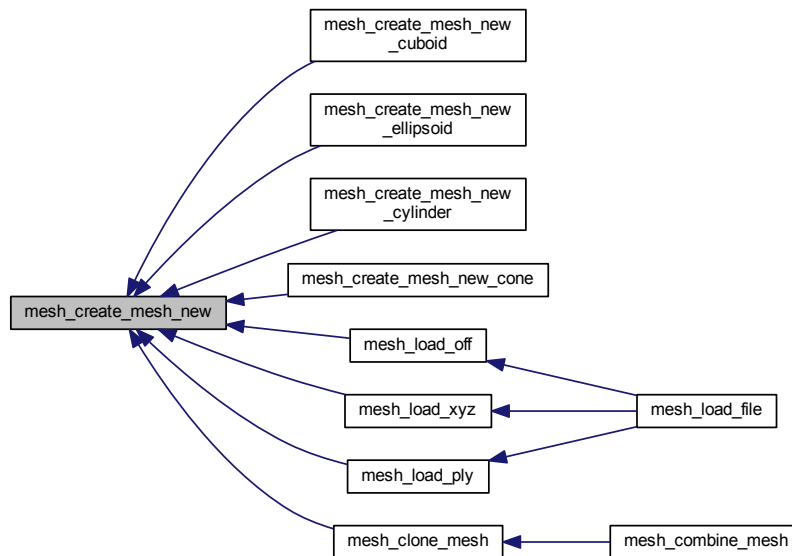 mesh_create_mesh_new
_cuboid
mesh_create_mesh_new
_ellipsoid
mesh_create_mesh_new
_cylinder
mesh_create_mesh_new_cone
mesh_create_mesh_new
mesh_load_off
mesh_load_xyz
mesh_load_file
mesh_load_ply
mesh_clone_mesh
mesh_combine_mesh